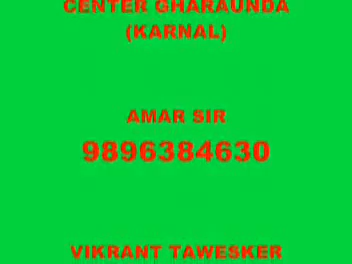 CENTER GHARAUNDA
(KARNAL)
AMAR SIR
9896384630
VIKRANT TAWESKER